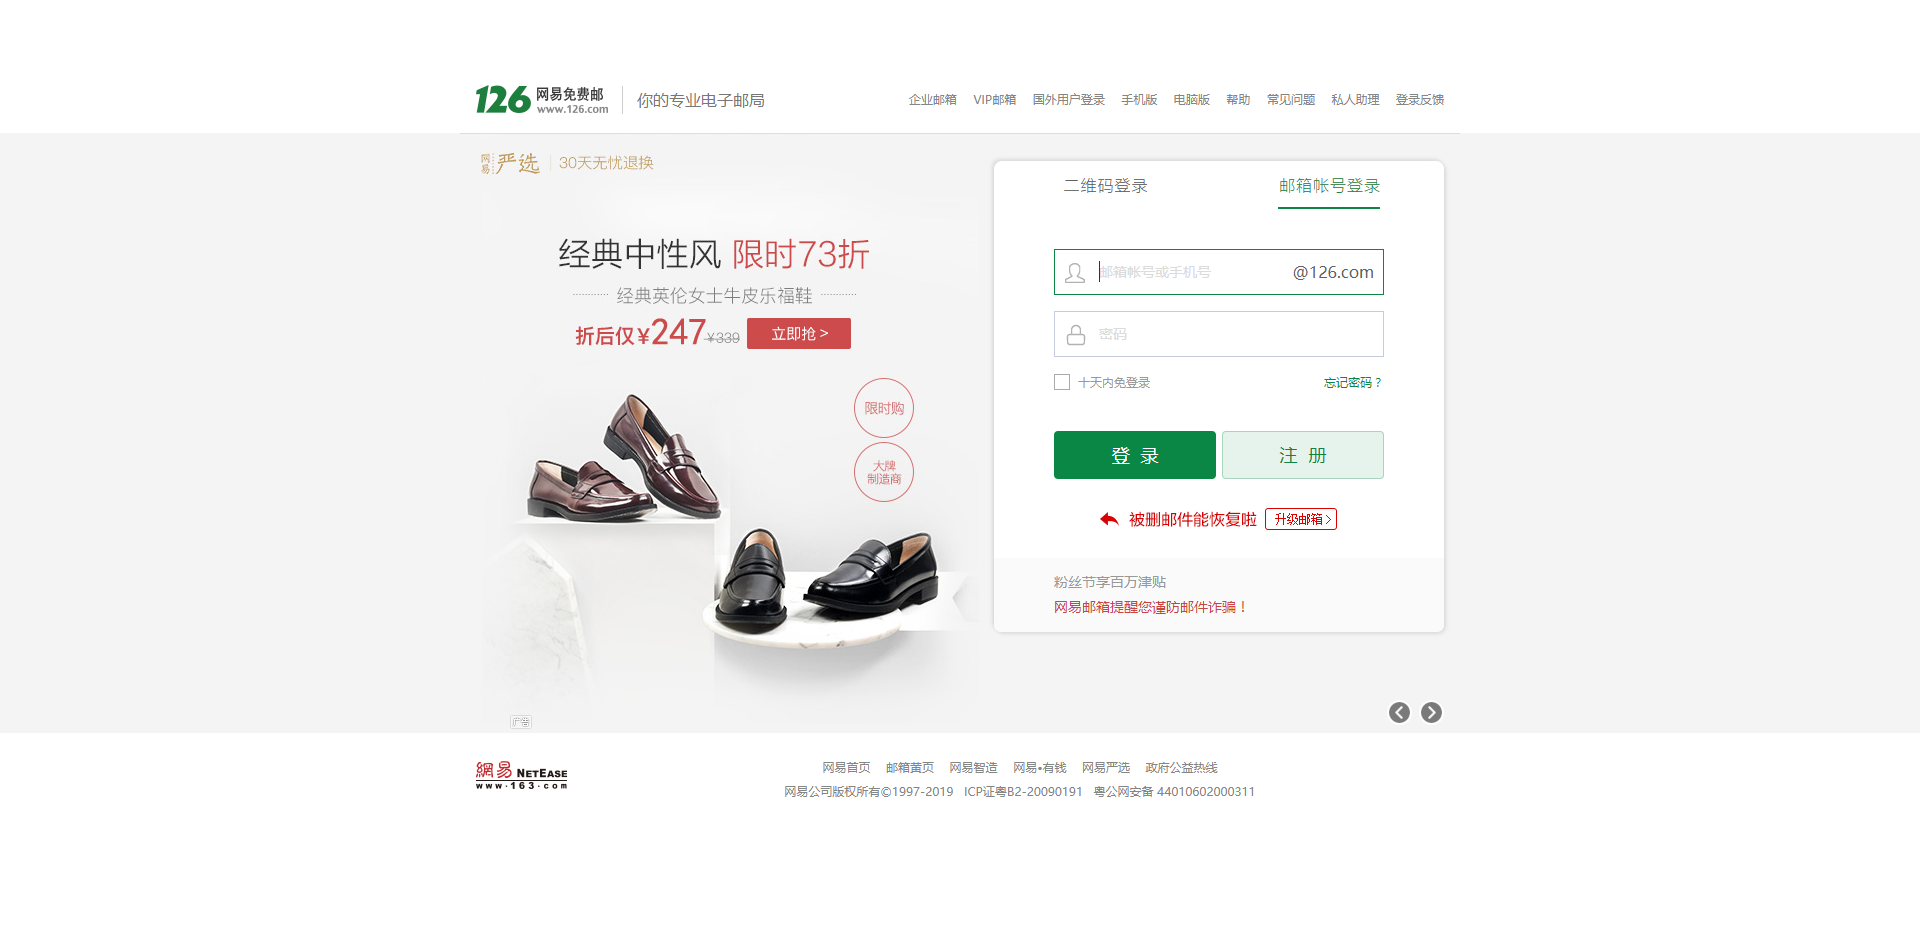 126 网易免费邮
www.126.com
你的专业电子邮局
企业邮箱 VIP邮箱 国外用户登录 手机版 电脑版 帮助 常见问题 私人助理 登录反馈
网易严选 30天无忧退换
经典中性风 限时73折
经典英伦女士牛皮乐福鞋
折后仅¥247 ¥339 立即抢 >
限时购
大牌
制造商
广告
二维码登录 邮箱帐号登录
邮箱帐号或手机号 @126.com
密码
十天内免登录 忘记密码？
登 录 注 册
被删邮件能恢复啦 升级邮箱>
粉丝节享百万津贴
网易邮箱提醒您谨防邮件诈骗！
網易 NETEASE
www.163.com
网易首页 邮箱黄页 网易智造 网易•有钱 网易严选 政府公益热线
网易公司版权所有©1997-2019 ICP证粤B2-20090191 粤公网安备 44010602000311